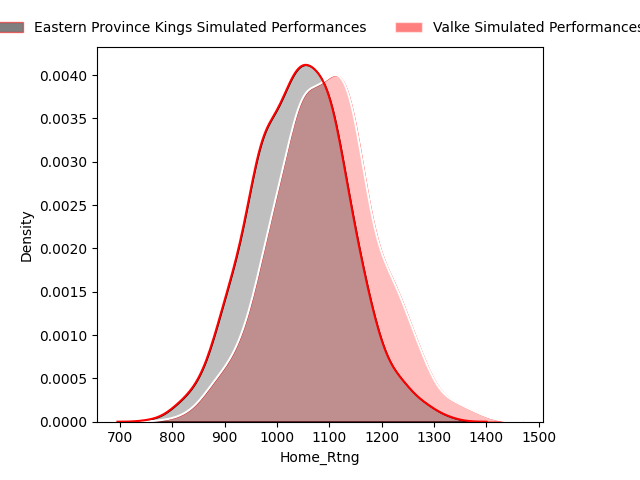 Eastern Province Kings Simulated Performances
Valke Simulated Performances
0.0040
0.0035
0.0030
0.0025
0.0020
0.0015
0.0010
0.0005
0.0000
Density
700 800 900 1000 1100 1200 1300 1400 1500
Home_Rtng